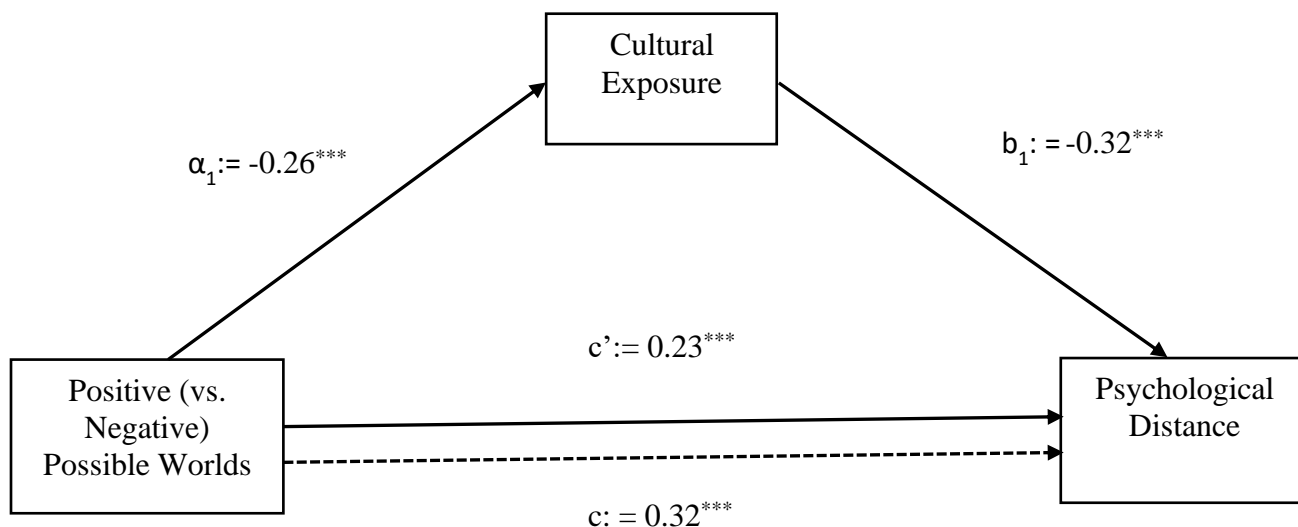 Cultural
Exposure
α₁:= -0.26***
b₁: = -0.32***
c’:= 0.23***
Positive (vs.
Negative)
Possible Worlds
Psychological
Distance
c: = 0.32***